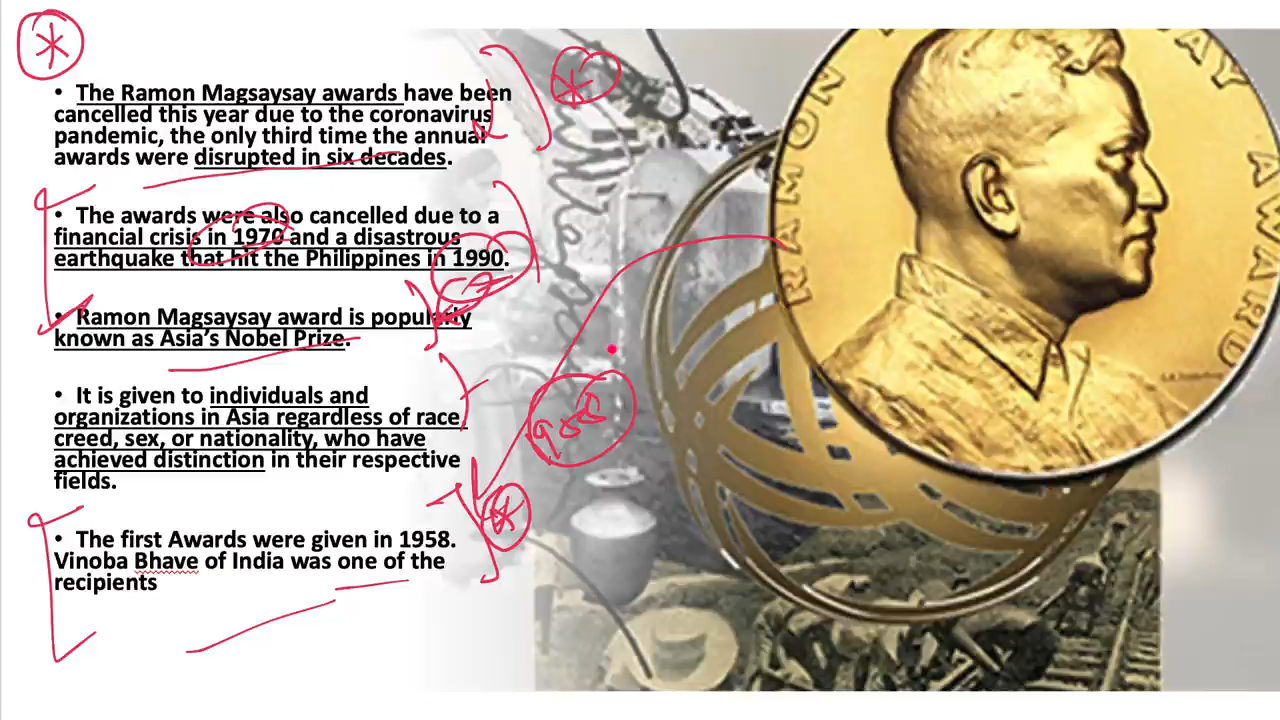 • The Ramon Magsaysay awards have been
cancelled this year due to the coronavirus
pandemic, the only third time the annual
awards were disrupted in six decades.
• The awards were also cancelled due to a
financial crisis in 1970 and a disastrous
earthquake that hit the Philippines in 1990.
• Ramon Magsaysay award is popularly
known as Asia's Nobel Prize.
• It is given to individuals and
organizations in Asia regardless of race,
creed, sex, or nationality, who have
achieved distinction in their respective
fields.
• The first Awards were given in 1958.
Vinoba Bhave of India was one of the
recipients
RAMON
AWARD